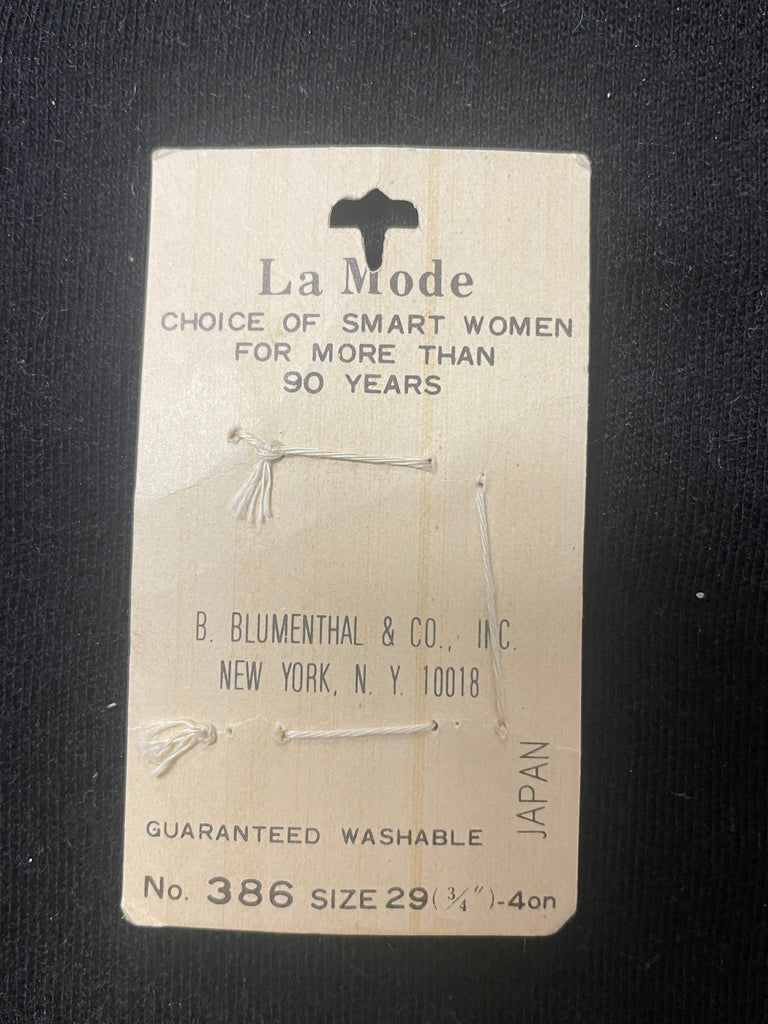 La Mode
CHOICE OF SMART WOMEN
FOR MORE THAN
90 YEARS
B. BLUMENTHAL & CO., INC.
NEW YORK, N. Y. 10018
JAPAN
GUARANTEED WASHABLE
No. 386 SIZE 29 (3/4")-4on